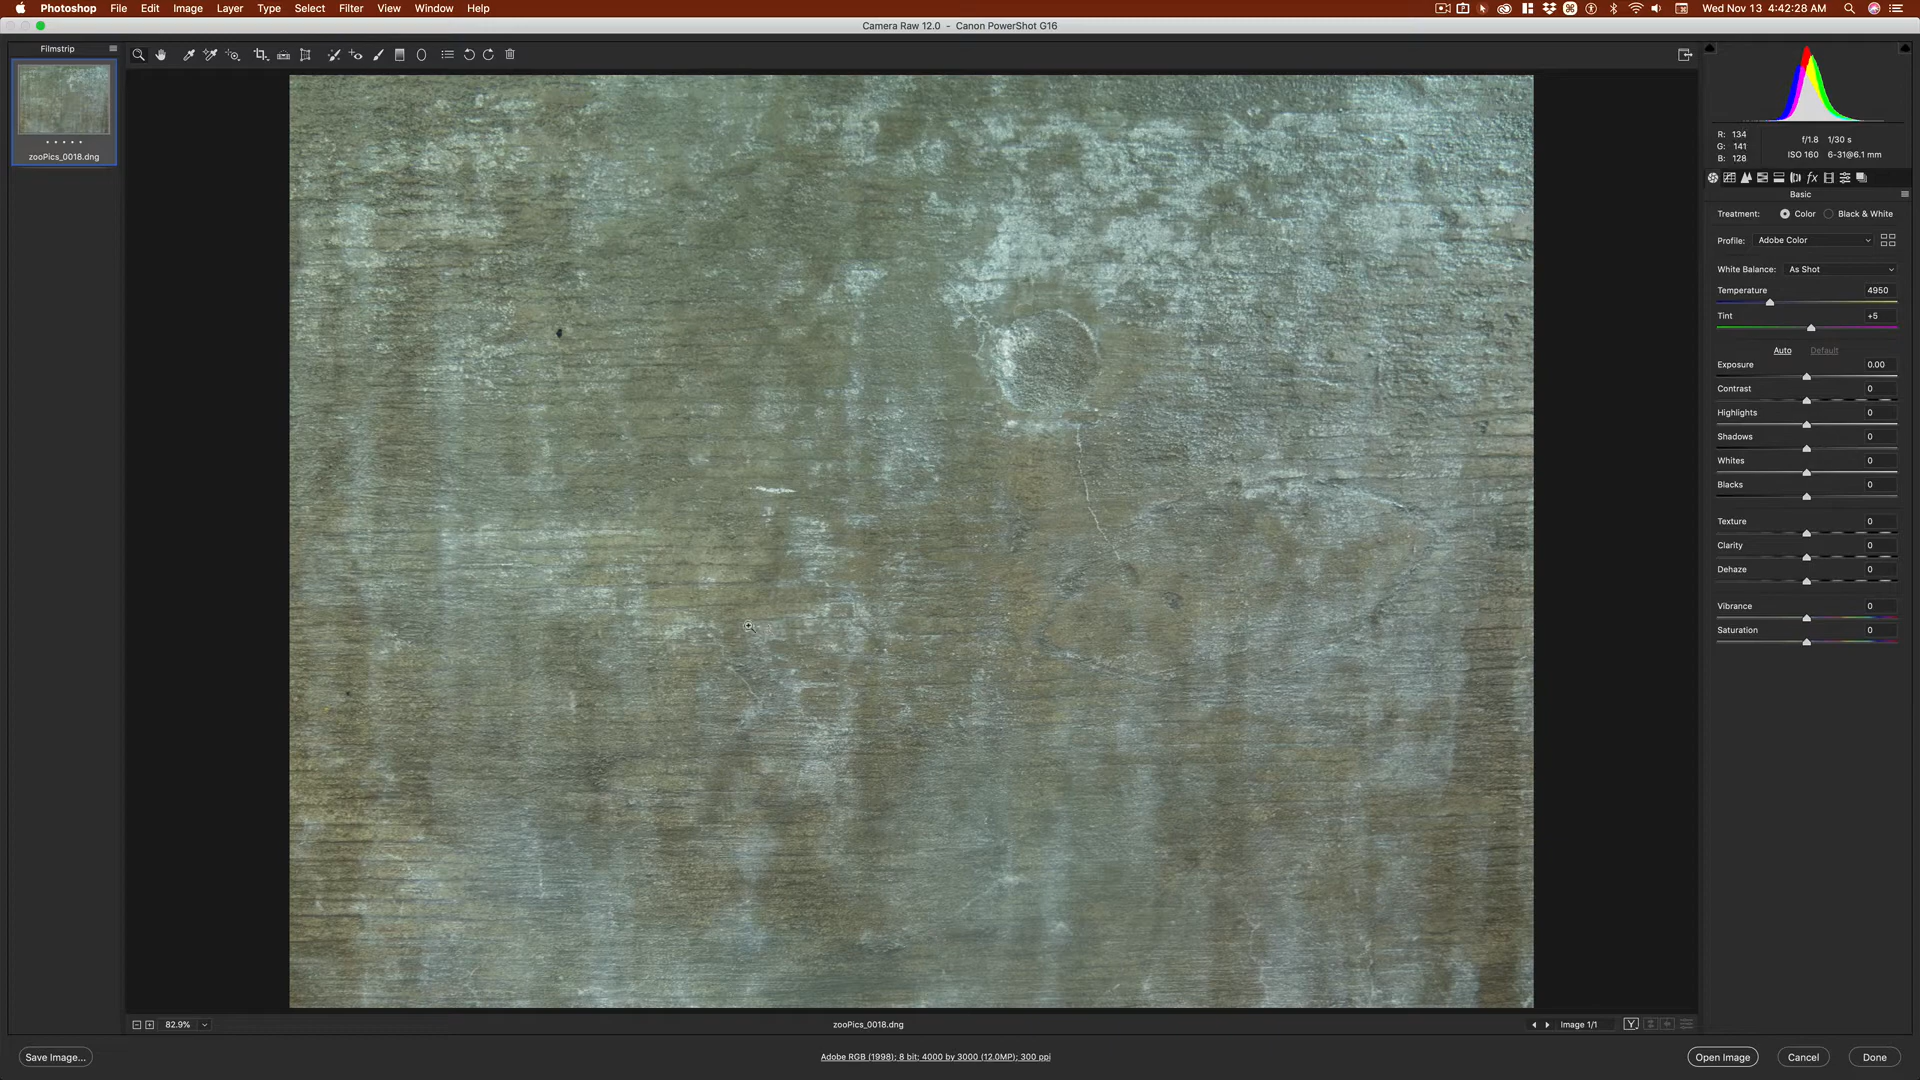 Photoshop File Edit Image Layer Type Select Filter View Window Help Wed Nov 13 4:42:28 AM
Camera Raw 12.0 - Canon PowerShot G16
Filmstrip
zooPics_0018.dng
R: 134
G: 141
B: 128
f/1.8 1/30 s
ISO 160 6-31@6.1 mm
fx
Basic
Treatment: Color Black & White
Profile: Adobe Color
White Balance: As Shot
Temperature 4950
Tint +5
Auto Default
Exposure 0.00
Contrast 0
Highlights 0
Shadows 0
Whites 0
Blacks 0
Texture 0
Clarity 0
Dehaze 0
Vibrance 0
Saturation 0
82.9% zooPics_0018.dng Image 1/1 Y
Save Image... Adobe RGB (1998); 8 bit; 4000 by 3000 (12.0MP); 300 ppi Open Image Cancel Done